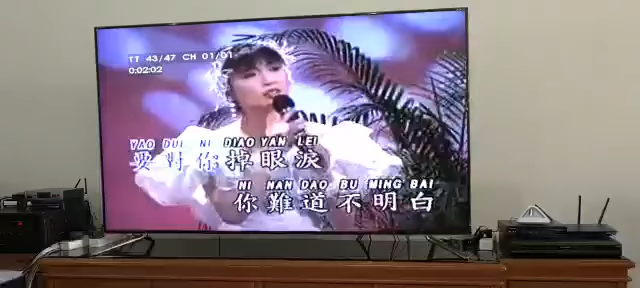 TT 43/47 CH 01/01
0:02:02
YAO DUI NI DIAO YAN LEI
要對你掉眼淚
NI NAN DAO BU MING BAI
你難道不明白